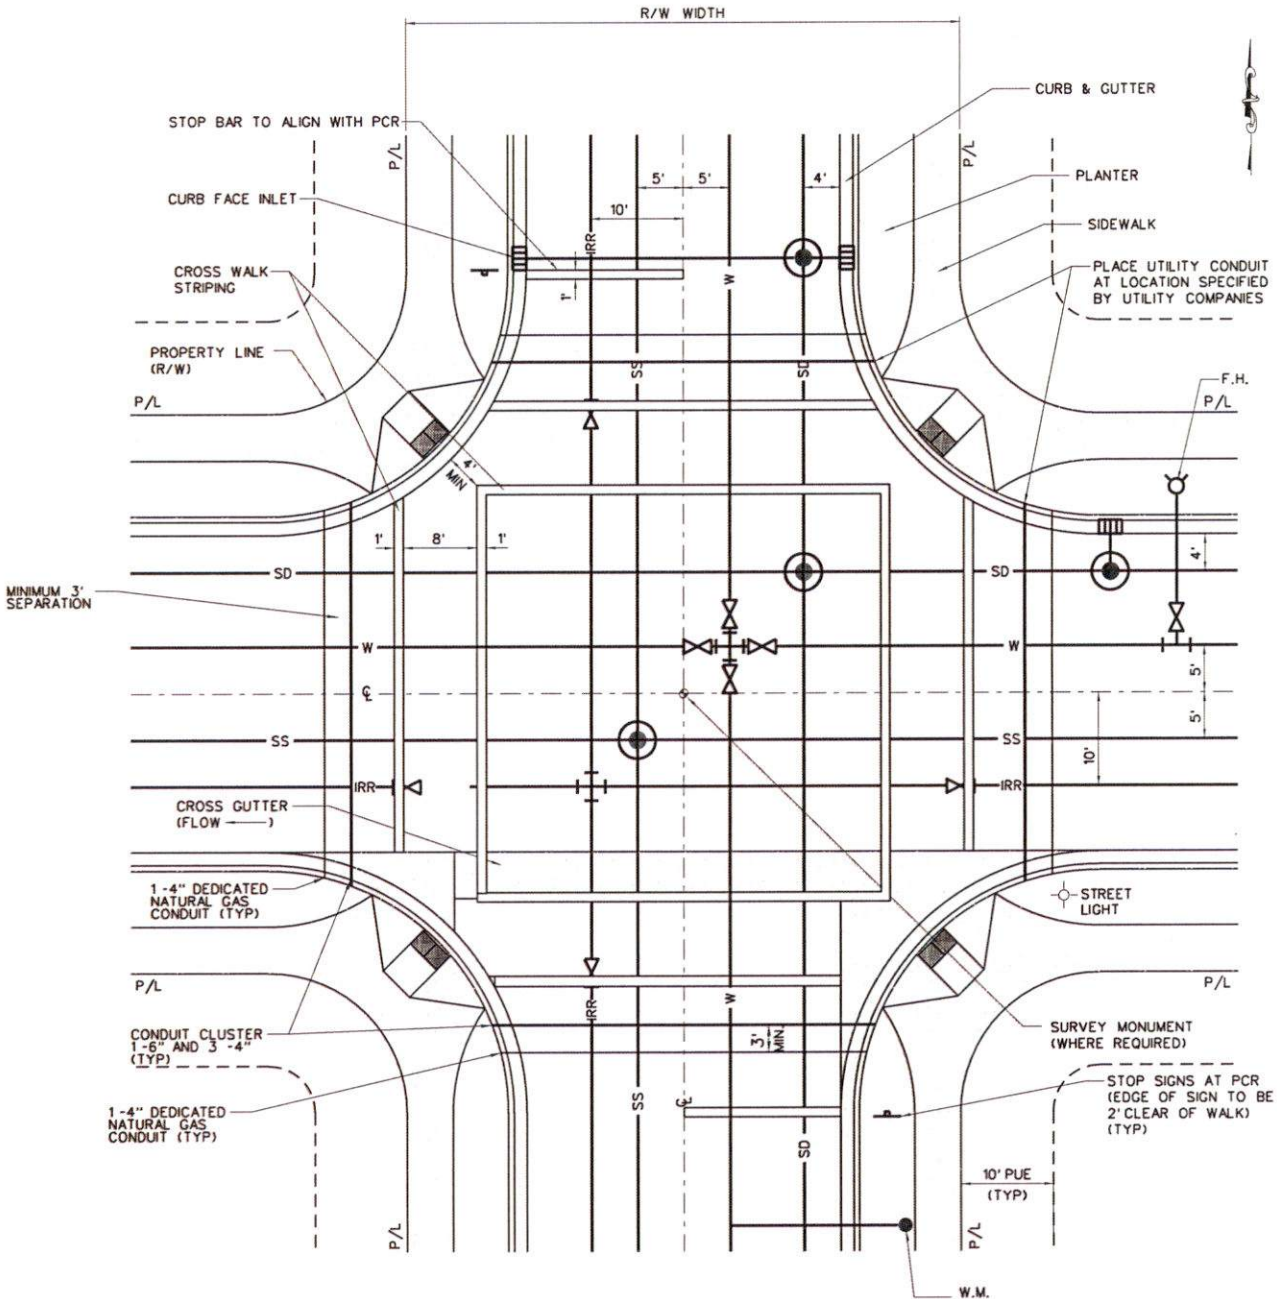 R/W WIDTH
CURB & GUTTER
STOP BAR TO ALIGN WITH PCR
P/L
P/L
PLANTER
5'
5'
4'
CURB FACE INLET
10'
SIDEWALK
IRR
W
CROSS WALK
STRIPING
PLACE UTILITY CONDUIT
AT LOCATION SPECIFIED
BY UTILITY COMPANIES
1'
PROPERTY LINE
(R/W)
SS
SD
F.H.
P/L
P/L
4'
MIN
1'
8'
1'
4'
SD
SD
MINIMUM 3'
SEPARATION
W
W
5'
℄
5'
SS
SS
10'
IRR
IRR
CROSS GUTTER
(FLOW ⟵)
1-4" DEDICATED
NATURAL GAS
CONDUIT (TYP)
STREET
LIGHT
P/L
P/L
IRR
W
CONDUIT CLUSTER
1-6" AND 3 -4"
(TYP)
3'
MIN.
SURVEY MONUMENT
(WHERE REQUIRED)
1-4" DEDICATED
NATURAL GAS
CONDUIT (TYP)
SS
℄
STOP SIGNS AT PCR
(EDGE OF SIGN TO BE
2' CLEAR OF WALK)
(TYP)
SD
10' PUE
(TYP)
P/L
P/L
W.M.